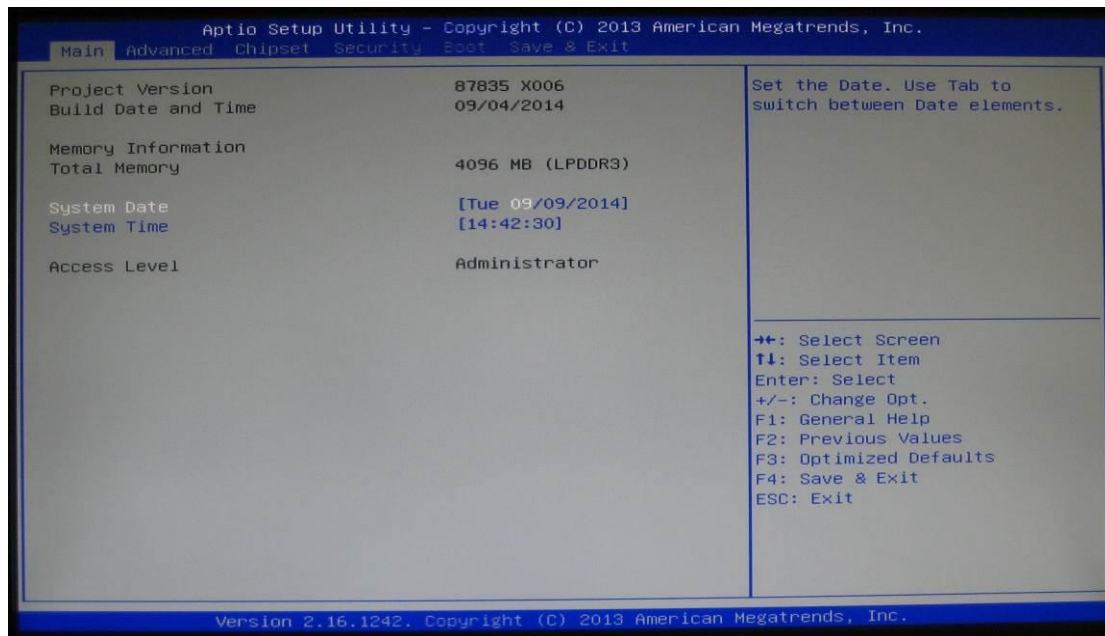 Aptio Setup Utility - Copyright (C) 2013 American Megatrends, Inc.
Main Advanced Chipset Security Boot Save & Exit
Project Version 87835 X006
Build Date and Time 09/04/2014
Memory Information
Total Memory 4096 MB (LPDDR3)
System Date [Tue 09/09/2014]
System Time [14:42:30]
Access Level Administrator
Set the Date. Use Tab to
switch between Date elements.
→←: Select Screen
↑↓: Select Item
Enter: Select
+/-: Change Opt.
F1: General Help
F2: Previous Values
F3: Optimized Defaults
F4: Save & Exit
ESC: Exit
Version 2.16.1242. Copyright (C) 2013 American Megatrends, Inc.